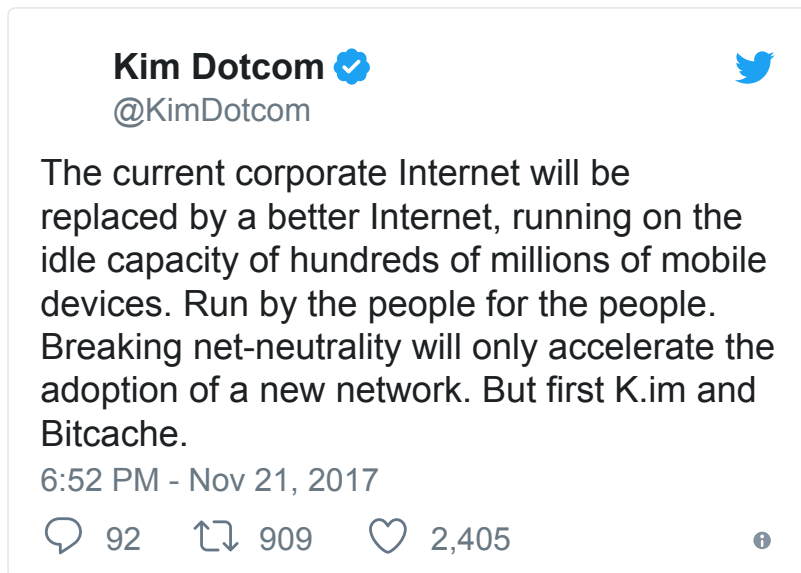 Kim Dotcom
@KimDotcom
The current corporate Internet will be
replaced by a better Internet, running on the
idle capacity of hundreds of millions of mobile
devices. Run by the people for the people.
Breaking net-neutrality will only accelerate the
adoption of a new network. But first K.im and
Bitcache.
6:52 PM - Nov 21, 2017
92 909 2,405